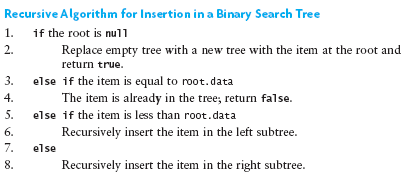 Recursive Algorithm for Insertion in a Binary Search Tree
1. if the root is null
2. Replace empty tree with a new tree with the item at the root and
return true.
3. else if the item is equal to root.data
4. The item is already in the tree; return false.
5. else if the item is less than root.data
6. Recursively insert the item in the left subtree.
7. else
8. Recursively insert the item in the right subtree.